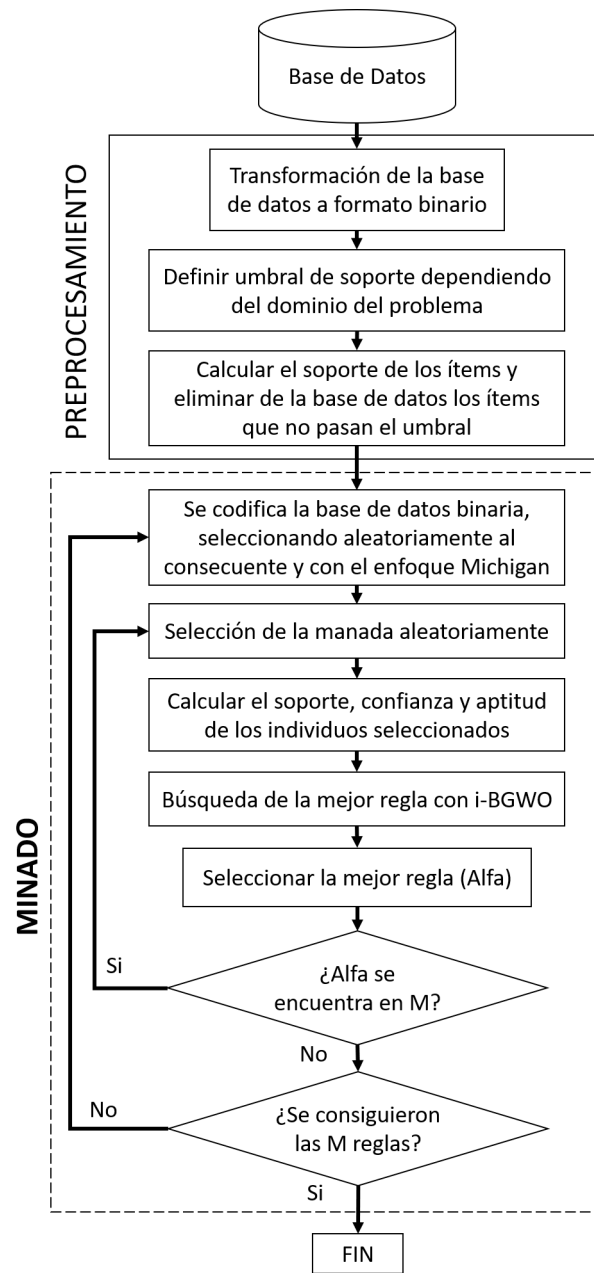 Base de Datos
PREPROCESAMIENTO
Transformación de la base
de datos a formato binario
Definir umbral de soporte dependiendo
del dominio del problema
Calcular el soporte de los ítems y
eliminar de la base de datos los ítems
que no pasan el umbral
MINADO
Se codifica la base de datos binaria,
seleccionando aleatoriamente al
consecuente y con el enfoque Michigan
Selección de la manada aleatoriamente
Calcular el soporte, confianza y aptitud
de los individuos seleccionados
Búsqueda de la mejor regla con i-BGWO
Seleccionar la mejor regla (Alfa)
Si
¿Alfa se
encuentra en M?
No
No
¿Se consiguieron
las M reglas?
Si
FIN